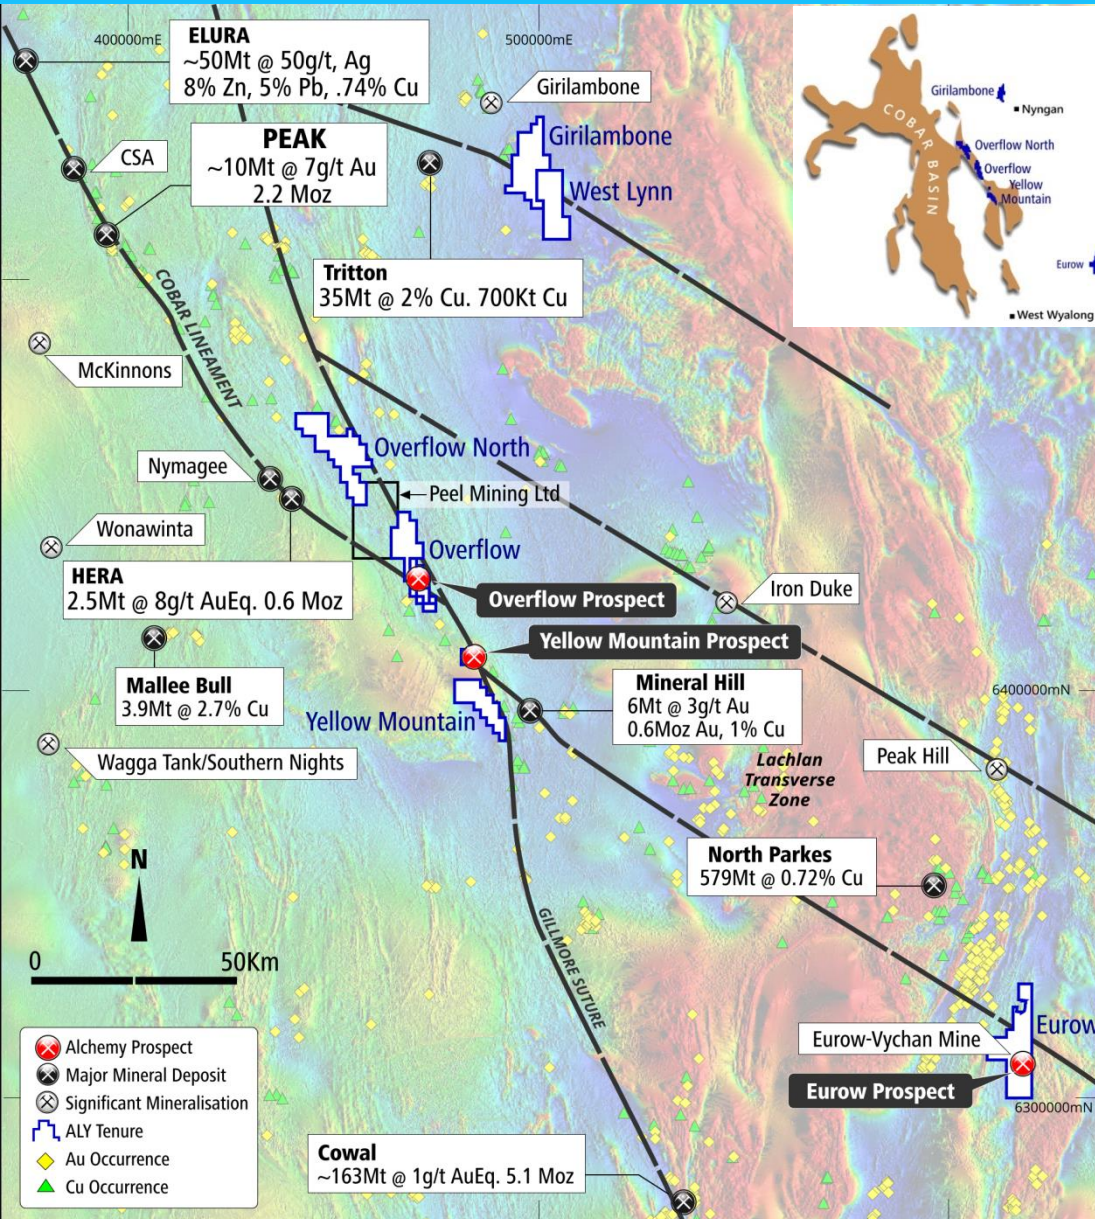 400000mE
500000mE
ELURA
~50Mt @ 50g/t, Ag
8% Zn, 5% Pb, .74% Cu
Girilambone
PEAK
~10Mt @ 7g/t Au
2.2 Moz
CSA
Girilambone
West Lynn
Tritton
35Mt @ 2% Cu. 700Kt Cu
COBAR LINEAMENT
McKinnons
Overflow North
Nymagee
Peel Mining Ltd
Wonawinta
Overflow
HERA
2.5Mt @ 8g/t AuEq. 0.6 Moz
Overflow Prospect
Iron Duke
Yellow Mountain Prospect
Mallee Bull
3.9Mt @ 2.7% Cu
Mineral Hill
6Mt @ 3g/t Au
0.6Moz Au, 1% Cu
6400000mN
Yellow Mountain
Wagga Tank/Southern Nights
Lachlan
Transverse
Zone
Peak Hill
North Parkes
579Mt @ 0.72% Cu
N
0 50Km
GILLMORE SUTURE
Eurow
Eurow-Vychan Mine
Eurow Prospect
6300000mN
Cowal
~163Mt @ 1g/t AuEq. 5.1 Moz
Alchemy Prospect
Major Mineral Deposit
Significant Mineralisation
ALY Tenure
Au Occurrence
Cu Occurrence
COBAR BASIN
Girilambone
Nyngan
Overflow North
Overflow
Yellow
Mountain
Eurow
West Wyalong